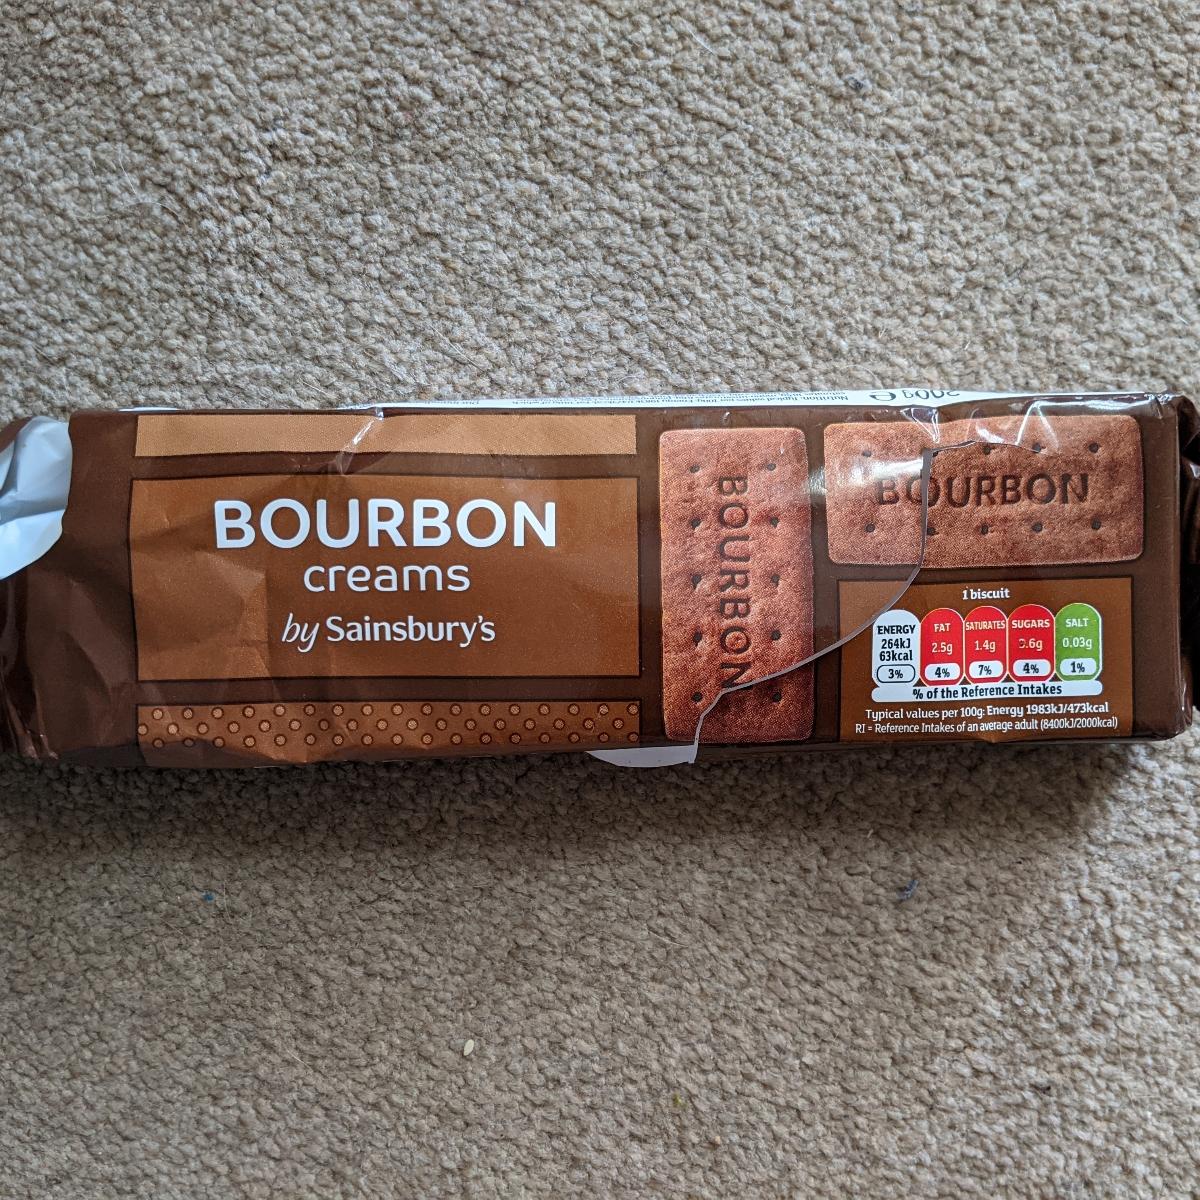 BOURBON
creams
by Sainsbury's
BOURBON
BOURBON
1 biscuit
ENERGY
264kJ
63kcal
3%
FAT
2.5g
4%
SATURATES
1.4g
7%
SUGARS
.6g
4%
SALT
0.03g
1%
% of the Reference Intakes
Typical values per 100g: Energy 1983kJ/473kcal
RI = Reference Intakes of an average adult (8400kJ/2000kcal)
200g e